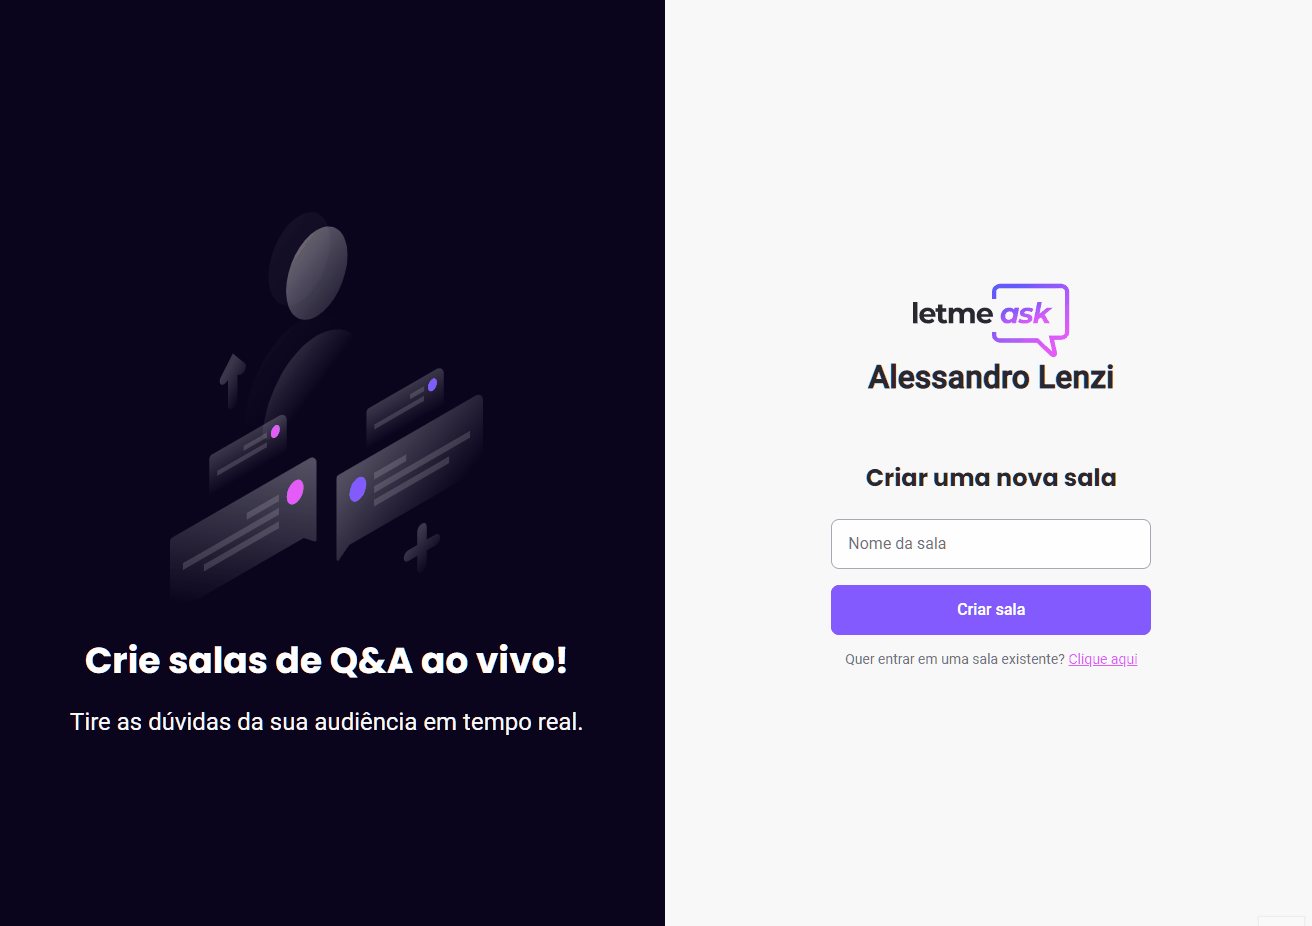 Crie salas de Q&A ao vivo!
Tire as dúvidas da sua audiência em tempo real.
letme ask
Alessandro Lenzi
Criar uma nova sala
Nome da sala
Criar sala
Quer entrar em uma sala existente? Clique aqui